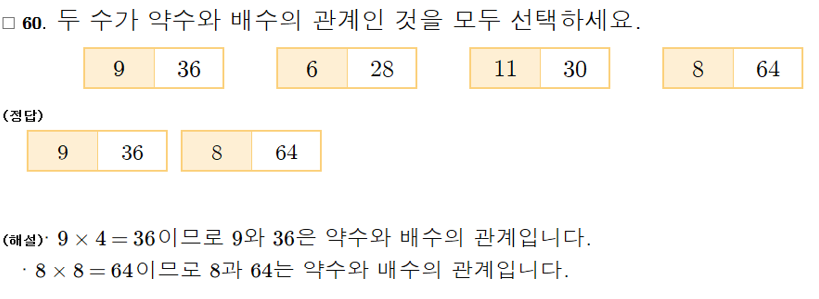 □ 60. 두 수가 약수와 배수의 관계인 것을 모두 선택하세요.
9 36 6 28 11 30 8 64
(정답)
9 36 8 64
(해설)· 9 × 4 = 36이므로 9와 36은 약수와 배수의 관계입니다.
· 8 × 8 = 64이므로 8과 64는 약수와 배수의 관계입니다.